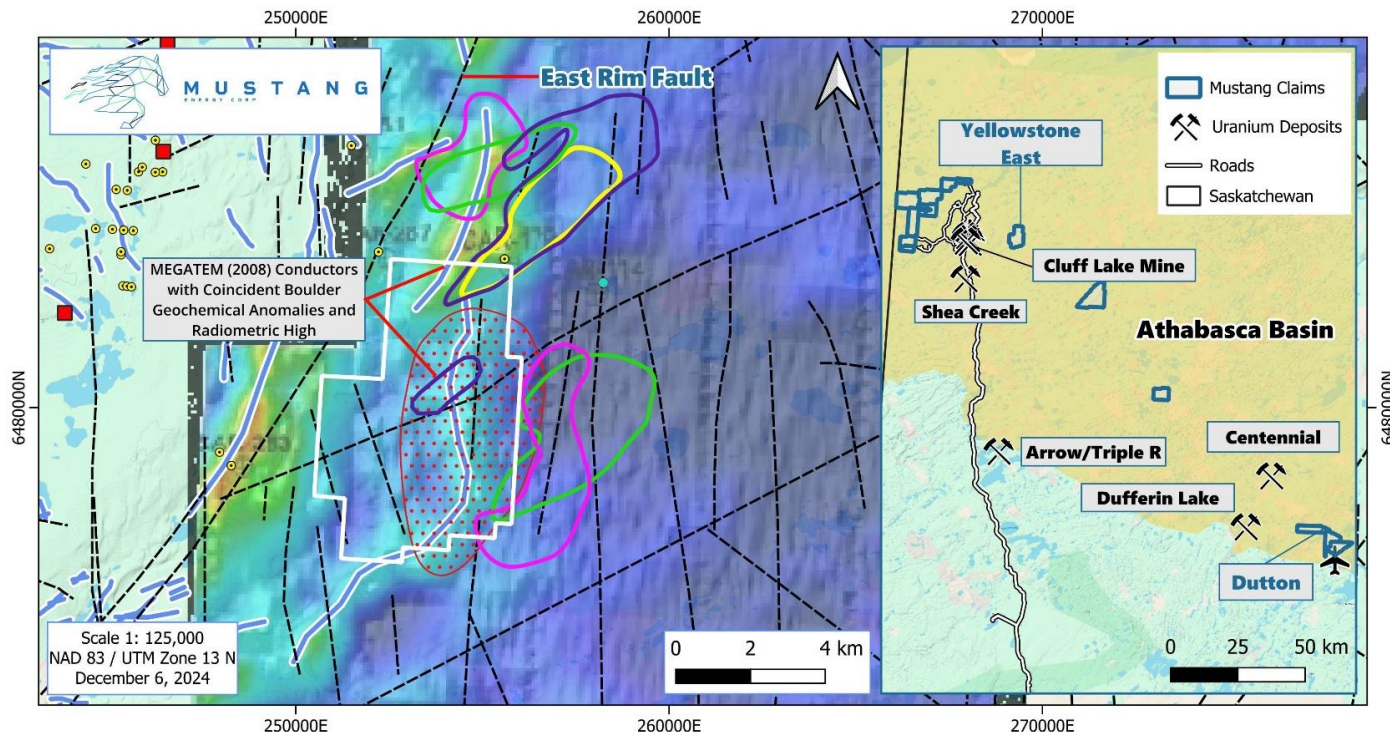 250000E
260000E
270000E
MUSTANG
ENERGY CORP
East Rim Fault
MEGATEM (2008) Conductors
with Coincident Boulder
Geochemical Anomalies and
Radiometric High
6480000N
Scale 1: 125,000
NAD 83 / UTM Zone 13 N
December 6, 2024
0 2 4 km
Mustang Claims
Uranium Deposits
Roads
Saskatchewan
Yellowstone
East
Cluff Lake Mine
Shea Creek
Athabasca Basin
Arrow/Triple R
Centennial
Dufferin Lake
Dutton
0 25 50 km
6480000N
250000E
260000E
270000E